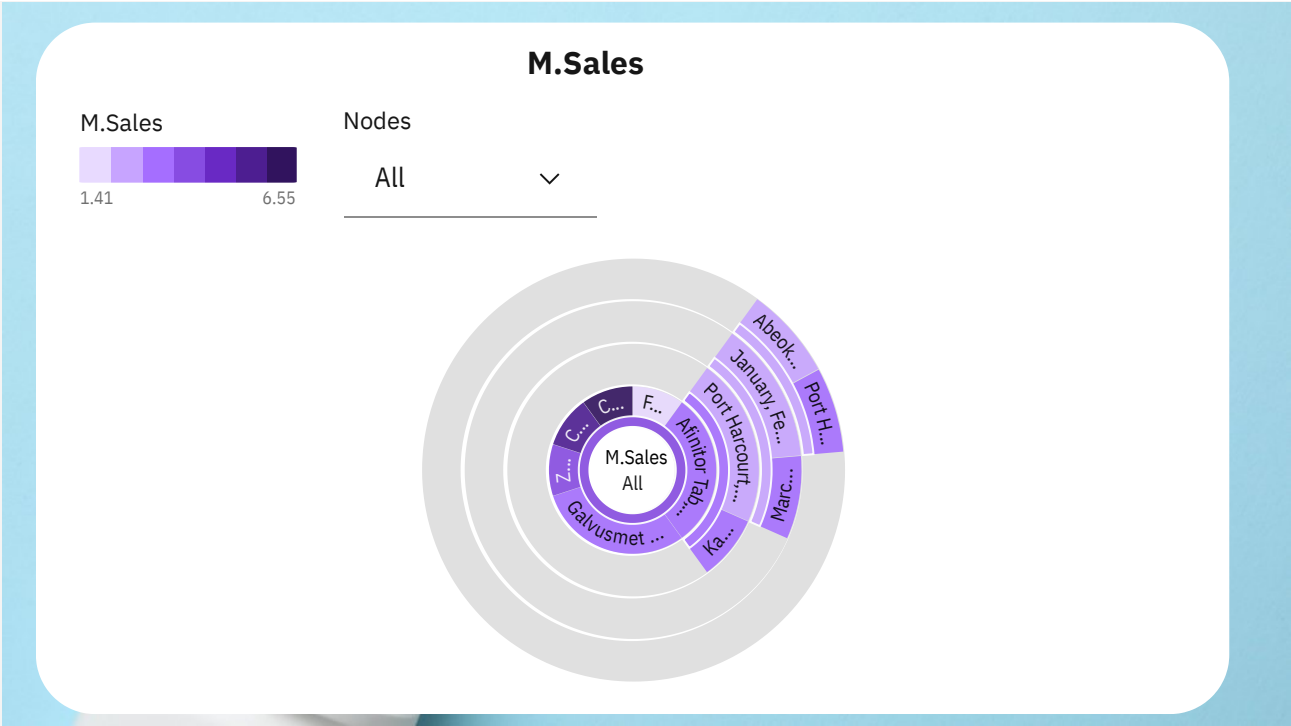 M.Sales
M.Sales
1.41
6.55
Nodes
All
M.Sales
All
F...
C...
C...
Z...
Galvusmet ...
Afinitor Tab,...
Port Harcourt,...
Ka...
January, Fe...
Marc...
Abeok...
Port H...